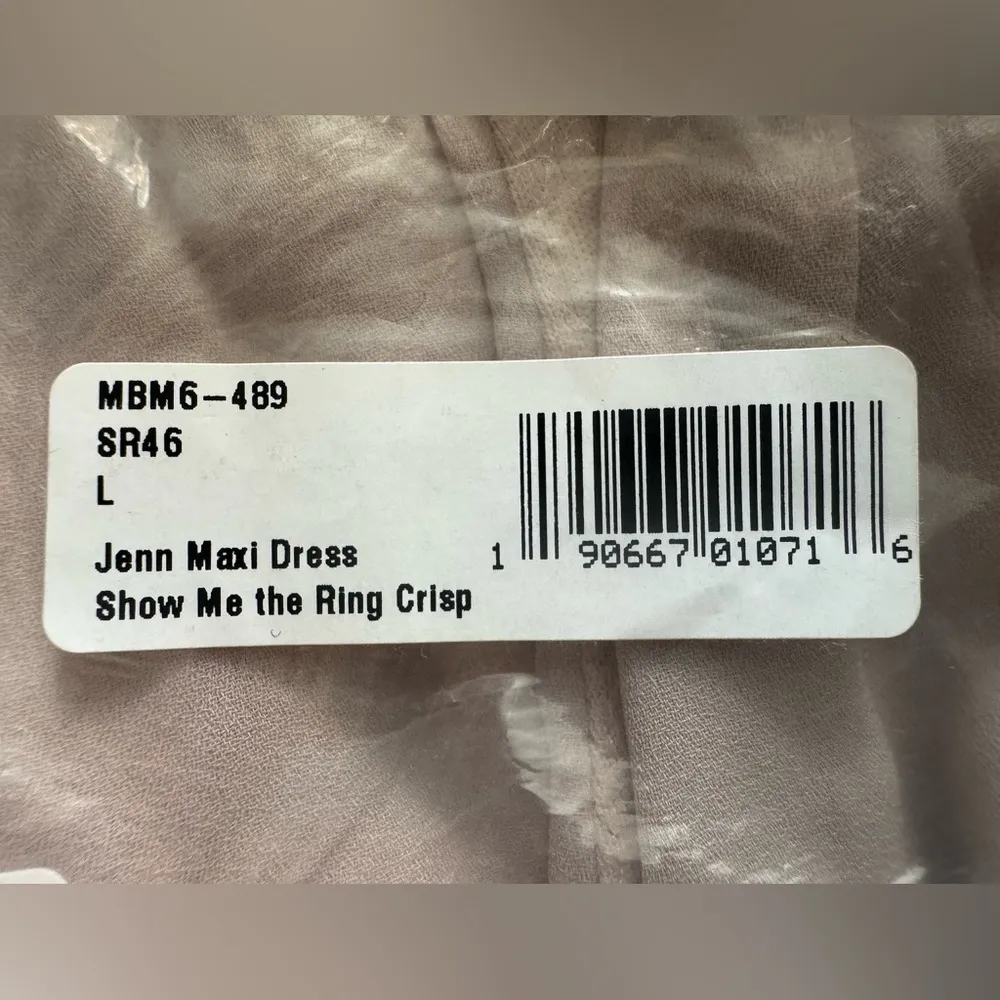 MBM6-489
SR46
L
Jenn Maxi Dress
Show Me the Ring Crisp
1 90667 01071 6